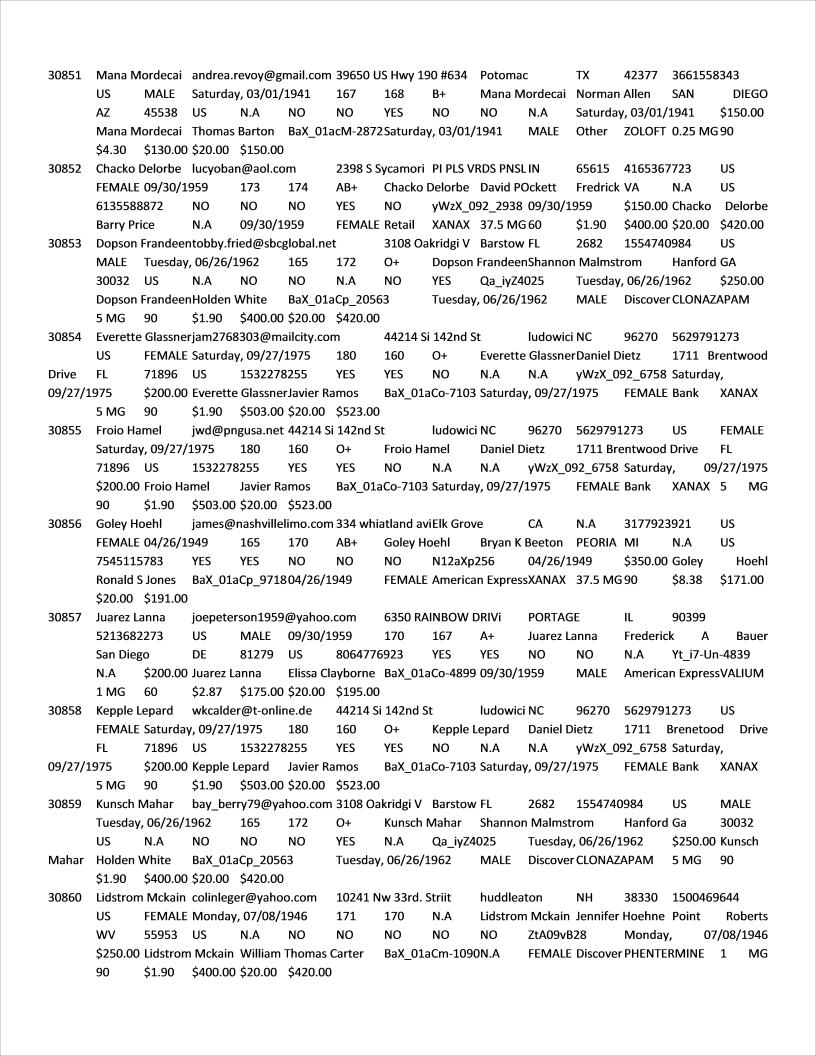 30851 Mana Mordecai andrea.revoy@gmail.com 39650 US Hwy 190 #634 Potomac TX 42377 3661558343
US MALE Saturday, 03/01/1941 167 168 B+ Mana Mordecai Norman Allen SAN DIEGO
AZ 45538 US N.A NO NO YES NO NO N.A Saturday, 03/01/1941 $150.00
Mana Mordecai Thomas Barton BaX_01acM-2872 Saturday, 03/01/1941 MALE Other ZOLOFT 0.25 MG 90
$4.30 $130.00 $20.00 $150.00
30852 Chacko Delorbe lucyoban@aol.com 2398 S Sycamori PI PLS VRDS PNSL IN 65615 4165367723 US
FEMALE 09/30/1959 173 174 AB+ Chacko Delorbe David POckett Fredrick VA N.A US
6135588872 NO NO NO YES NO yWzX_092_2938 09/30/1959 $150.00 Chacko Delorbe
Barry Price N.A 09/30/1959 FEMALE Retail XANAX 37.5 MG 60 $1.90 $400.00 $20.00 $420.00
30853 Dopson Frandeen tobby.fried@sbcglobal.net 3108 Oakridgi V Barstow FL 2682 1554740984 US
MALE Tuesday, 06/26/1962 165 172 O+ Dopson Frandeen Shannon Malmstrom Hanford GA
30032 US N.A NO NO N.A NO YES Qa_iyZ4025 Tuesday, 06/26/1962 $250.00
Dopson Frandeen Holden White BaX_01aCp_20563 Tuesday, 06/26/1962 MALE Discover CLONAZAPAM
5 MG 90 $1.90 $400.00 $20.00 $420.00
30854 Everette Glassner jam2768303@mailcity.com 44214 Si 142nd St ludowici NC 96270 5629791273
US FEMALE Saturday, 09/27/1975 180 160 O+ Everette Glassner Daniel Dietz 1711 Brentwood
Drive FL 71896 US 1532278255 YES YES NO N.A N.A yWzX_092_6758 Saturday,
09/27/1975 $200.00 Everette Glassner Javier Ramos BaX_01aCo-7103 Saturday, 09/27/1975 FEMALE Bank XANAX
5 MG 90 $1.90 $503.00 $20.00 $523.00
30855 Froio Hamel jwd@pngusa.net 44214 Si 142nd St ludowici NC 96270 5629791273 US FEMALE
Saturday, 09/27/1975 180 160 O+ Froio Hamel Daniel Dietz 1711 Brentwood Drive FL
71896 US 1532278255 YES YES NO N.A N.A yWzX_092_6758 Saturday, 09/27/1975
$200.00 Froio Hamel Javier Ramos BaX_01aCo-7103 Saturday, 09/27/1975 FEMALE Bank XANAX 5 MG
90 $1.90 $503.00 $20.00 $523.00
30856 Goley Hoehl james@nashvillelimo.com 334 whiatland avi Elk Grove CA N.A 3177923921 US
FEMALE 04/26/1949 165 170 AB+ Goley Hoehl Bryan K Beeton PEORIA MI N.A US
7545115783 YES YES NO NO NO N12aXp256 04/26/1949 $350.00 Goley Hoehl
Ronald S Jones BaX_01aCp_9718 04/26/1949 FEMALE American Express XANAX 37.5 MG 90 $8.38 $171.00
$20.00 $191.00
30857 Juarez Lanna joepeterson1959@yahoo.com 6350 RAINBOW DRIVi PORTAGE IL 90399
5213682273 US MALE 09/30/1959 170 167 A+ Juarez Lanna Frederick A Bauer
San Diego DE 81279 US 8064776923 YES YES NO NO N.A Yt_i7-Un-4839
N.A $200.00 Juarez Lanna Elissa Clayborne BaX_01aCo-4899 09/30/1959 MALE American Express VALIUM
1 MG 60 $2.87 $175.00 $20.00 $195.00
30858 Kepple Lepard wkcalder@t-online.de 44214 Si 142nd St ludowici NC 96270 5629791273 US
FEMALE Saturday, 09/27/1975 180 160 O+ Kepple Lepard Daniel Dietz 1711 Brenetood Drive
FL 71896 US 1532278255 YES YES NO N.A N.A yWzX_092_6758 Saturday,
09/27/1975 $200.00 Kepple Lepard Javier Ramos BaX_01aCo-7103 Saturday, 09/27/1975 FEMALE Bank XANAX
5 MG 90 $1.90 $503.00 $20.00 $523.00
30859 Kunsch Mahar bay_berry79@yahoo.com 3108 Oakridgi V Barstow FL 2682 1554740984 US MALE
Tuesday, 06/26/1962 165 172 O+ Kunsch Mahar Shannon Malmstrom Hanford Ga 30032
US N.A NO NO NO YES N.A Qa_iyZ4025 Tuesday, 06/26/1962 $250.00 Kunsch
Mahar Holden White BaX_01aCp_20563 Tuesday, 06/26/1962 MALE Discover CLONAZAPAM 5 MG 90
$1.90 $400.00 $20.00 $420.00
30860 Lidstrom Mckain colinleger@yahoo.com 10241 Nw 33rd. Striit huddleaton NH 38330 1500469644
US FEMALE Monday, 07/08/1946 171 170 N.A Lidstrom Mckain Jennifer Hoehne Point Roberts
WV 55953 US N.A NO NO NO NO NO ZtA09vB28 Monday, 07/08/1946
$250.00 Lidstrom Mckain William Thomas Carter BaX_01aCm-1090 N.A FEMALE Discover PHENTERMINE 1 MG
90 $1.90 $400.00 $20.00 $420.00